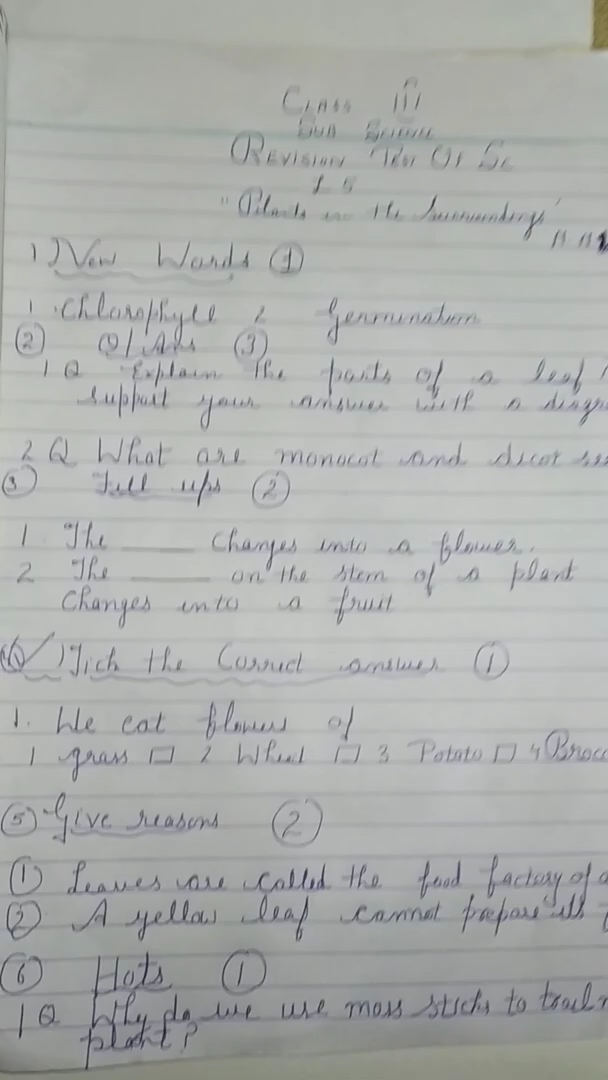 Class III
Sub Science
Revision Test Of Sc
L 5
"Plants in the Surroundings"
1) New Words ①
1. Chlorophyll 2 Germination
② Q/Ans ③
1 Q Explain the parts of a leaf
support your answer with a diagra
2 Q What are monocot and dicot see
③ Fill ups ②
1. The ____ changes into a flower.
2 The ____ on the stem of a plant
changes into a fruit
Tick the Correct answer ①
1. We eat flowers of
1 grass □ 2 Wheat □ 3 Potato □ 4 Brocc
⑤ Give reasons ②
① Leaves are called the food factory of a
② A yellow leaf cannot prepare its
⑥ Hots ①
1 Q Why do we use moss sticks to
plant?